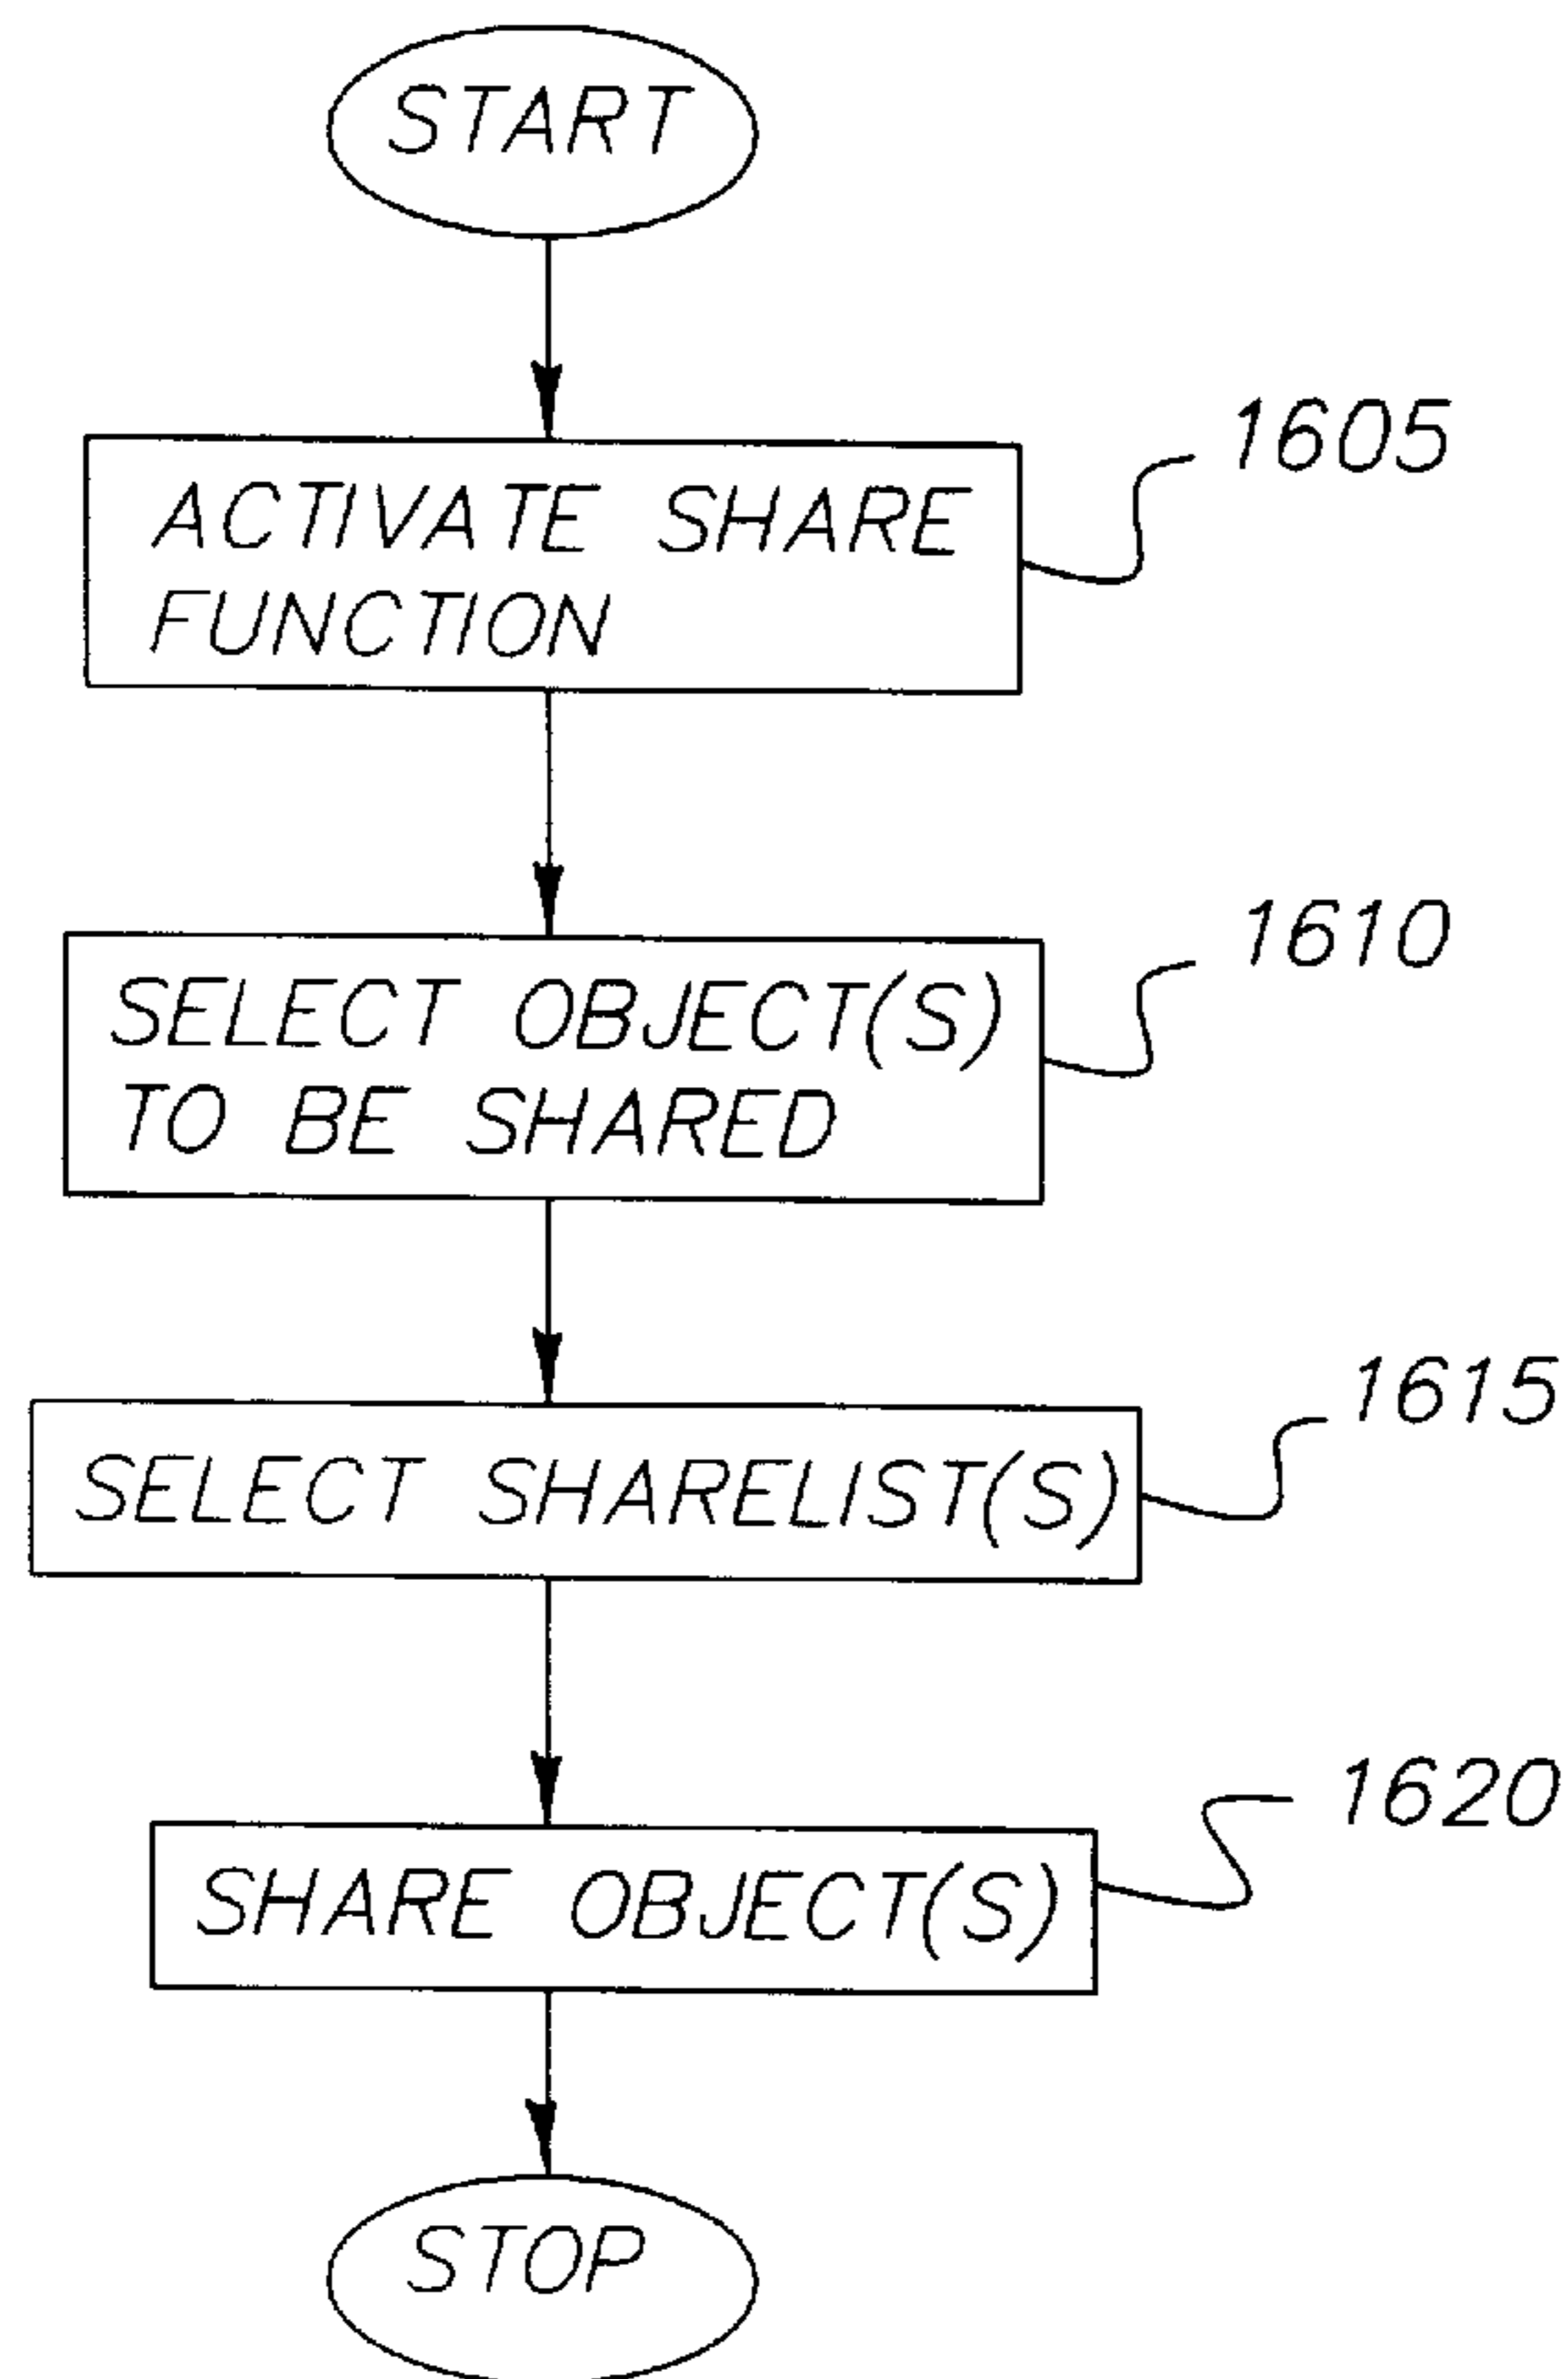 START
1605
ACTIVATE SHARE
FUNCTION
1610
SELECT OBJECT(S)
TO BE SHARED
1615
SELECT SHARELIST(S)
1620
SHARE OBJECT(S)
STOP